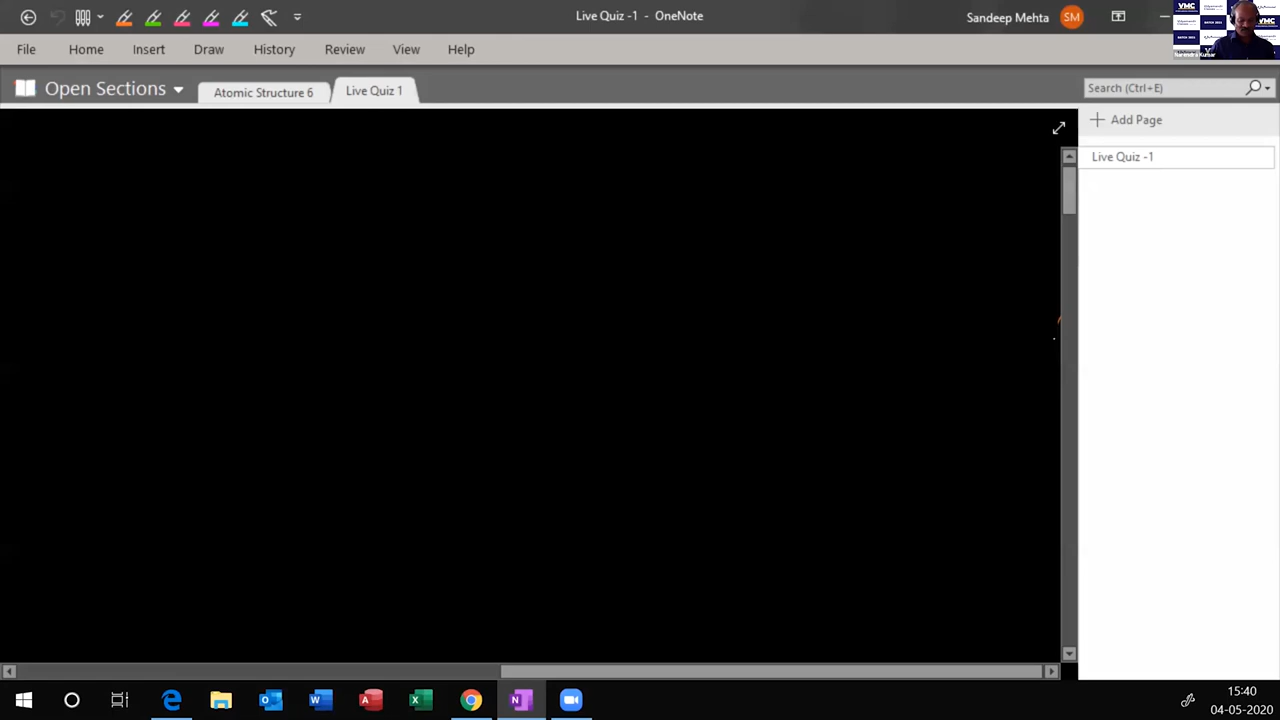 Live Quiz -1 - OneNote
Sandeep Mehta
SM
File
Home
Insert
Draw
History
Review
View
Help
Open Sections
Atomic Structure 6
Live Quiz 1
Search (Ctrl+E)
Add Page
Live Quiz -1
VMC
15:40
04-05-2020